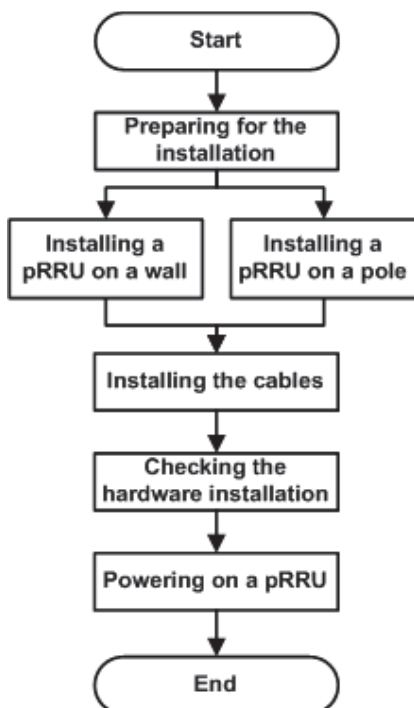 Start
Preparing for the
installation
Installing a
pRRU on a wall
Installing a
pRRU on a pole
Installing the cables
Checking the
hardware installation
Powering on a pRRU
End